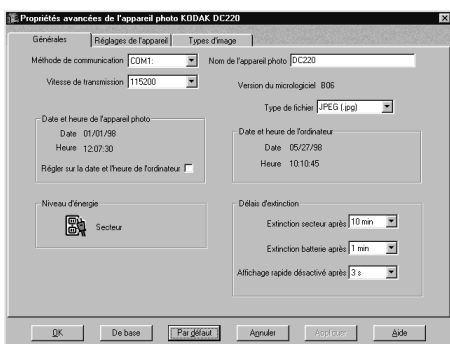 Propriétés avancées de l'appareil photo KODAK DC220
Générales Réglages de l'appareil Types d'image
Méthode de communication COM1: Nom de l'appareil photo DC220
Vitesse de transmission 115200 Version du micrologiciel B06
Type de fichier JPEG (.jpg)
Date et heure de l'appareil photo
Date 01/01/98
Heure 12:07:30
Régler sur la date et l'heure de l'ordinateur
Date et heure de l'ordinateur
Date 05/27/98
Heure 10:10:45
Niveau d'énergie
Secteur
Délais d'extinction
Extinction secteur après 10 min
Extinction batterie après 1 min
Affichage rapide désactivé après 3 s
OK De base Par défaut Annuler Appliquer Aide